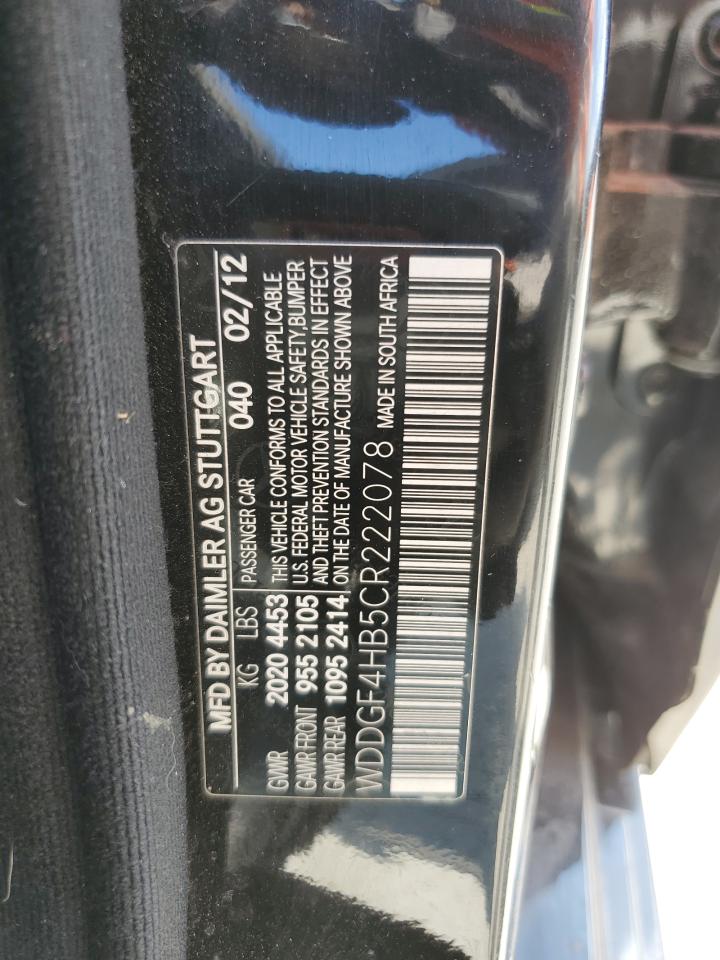 MFD BY DAIMLER AG STUTTGART
040 02/12
KG LBS PASSENGER CAR
GVWR 2020 4453 THIS VEHICLE CONFORMS TO ALL APPLICABLE
GAWR FRONT 955 2105 U.S. FEDERAL MOTOR VEHICLE SAFETY, BUMPER
GAWR REAR 1095 2414 AND THEFT PREVENTION STANDARDS IN EFFECT
ON THE DATE OF MANUFACTURE SHOWN ABOVE
WDDGF4HB5CR222078 MADE IN SOUTH AFRICA